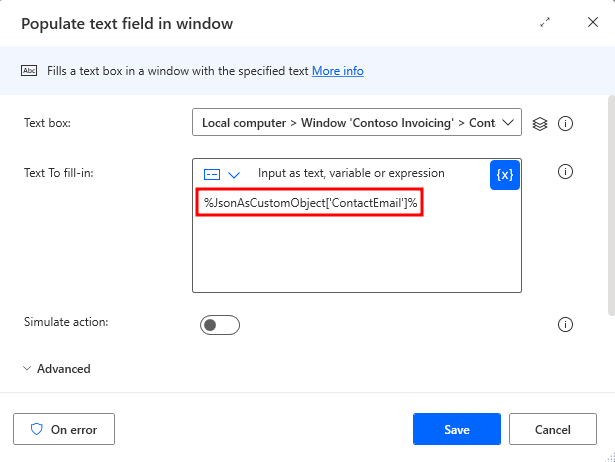 Populate text field in window
Abc Fills a text box in a window with the specified text More info
Text box: Local computer > Window 'Contoso Invoicing' > Cont
Text To fill-in: Input as text, variable or expression {x}
%JsonAsCustomObject['ContactEmail']%
Simulate action:
Advanced
On error Save Cancel